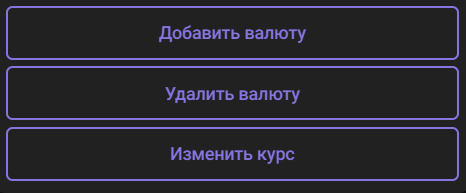 Добавить валюту
Удалить валюту
Изменить курс